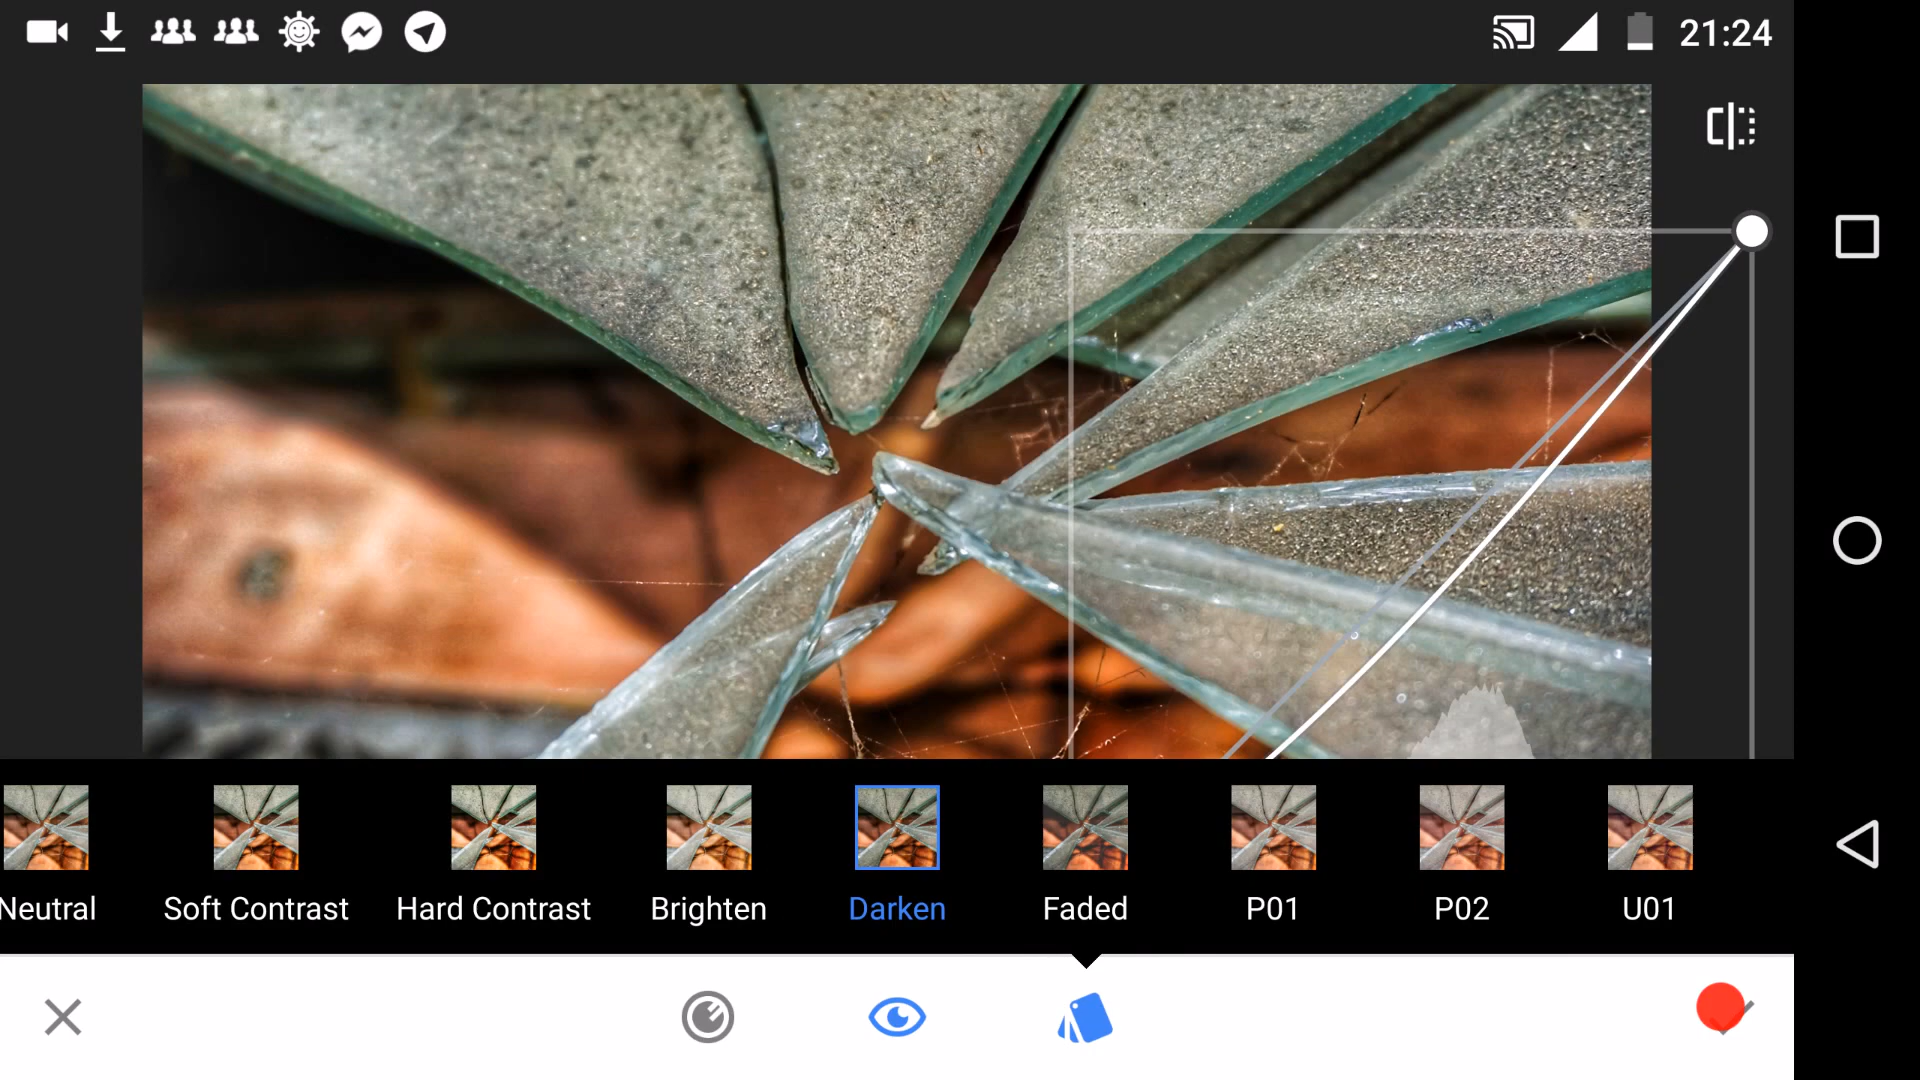 21:24
Neutral
Soft Contrast
Hard Contrast
Brighten
Darken
Faded
P01
P02
U01